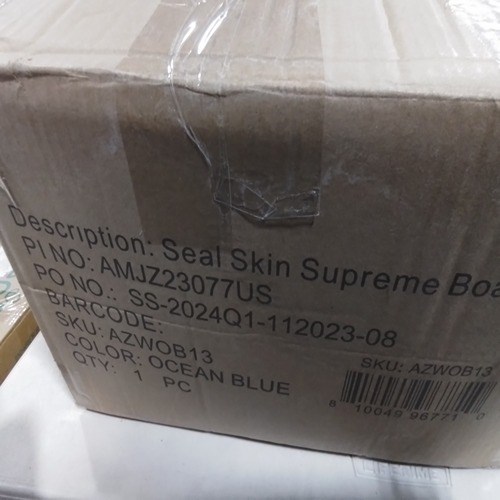 Description: Seal Skin Supreme Boa
PI NO: AMJZ23077US
PO NO.: SS-2024Q1-112023-08
BARCODE:
SKU: AZWOB13
COLOR: OCEAN BLUE
QTY: 1 PC
SKU: AZWOB13
8 10049 96771 0